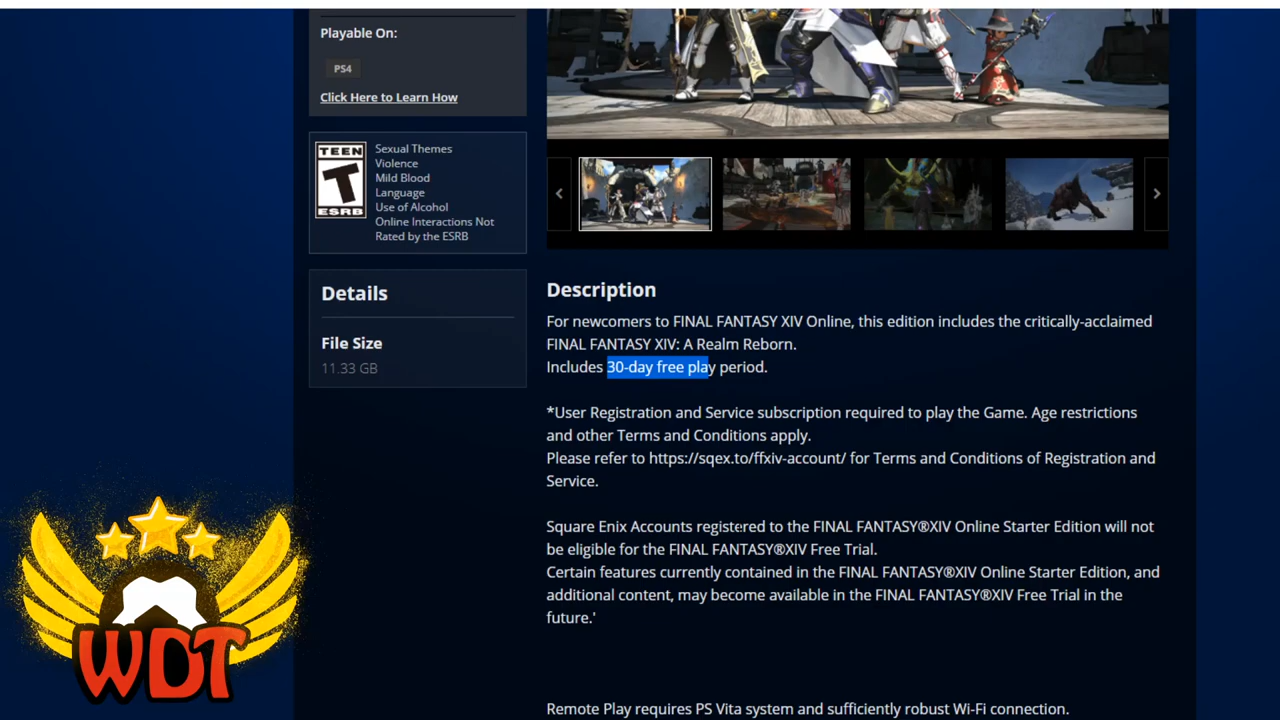 Playable On:
PS4
Click Here to Learn How
TEEN
T
ESRB
Sexual Themes
Violence
Mild Blood
Language
Use of Alcohol
Online Interactions Not
Rated by the ESRB
Details
File Size
11.33 GB
Description
For newcomers to FINAL FANTASY XIV Online, this edition includes the critically-acclaimed
FINAL FANTASY XIV: A Realm Reborn.
Includes 30-day free play period.
*User Registration and Service subscription required to play the Game. Age restrictions
and other Terms and Conditions apply.
Please refer to https://sqex.to/ffxiv-account/ for Terms and Conditions of Registration and
Service.
Square Enix Accounts registered to the FINAL FANTASY®XIV Online Starter Edition will not
be eligible for the FINAL FANTASY®XIV Free Trial.
Certain features currently contained in the FINAL FANTASY®XIV Online Starter Edition, and
additional content, may become available in the FINAL FANTASY®XIV Free Trial in the
future.'
Remote Play requires PS Vita system and sufficiently robust Wi-Fi connection.
WDT